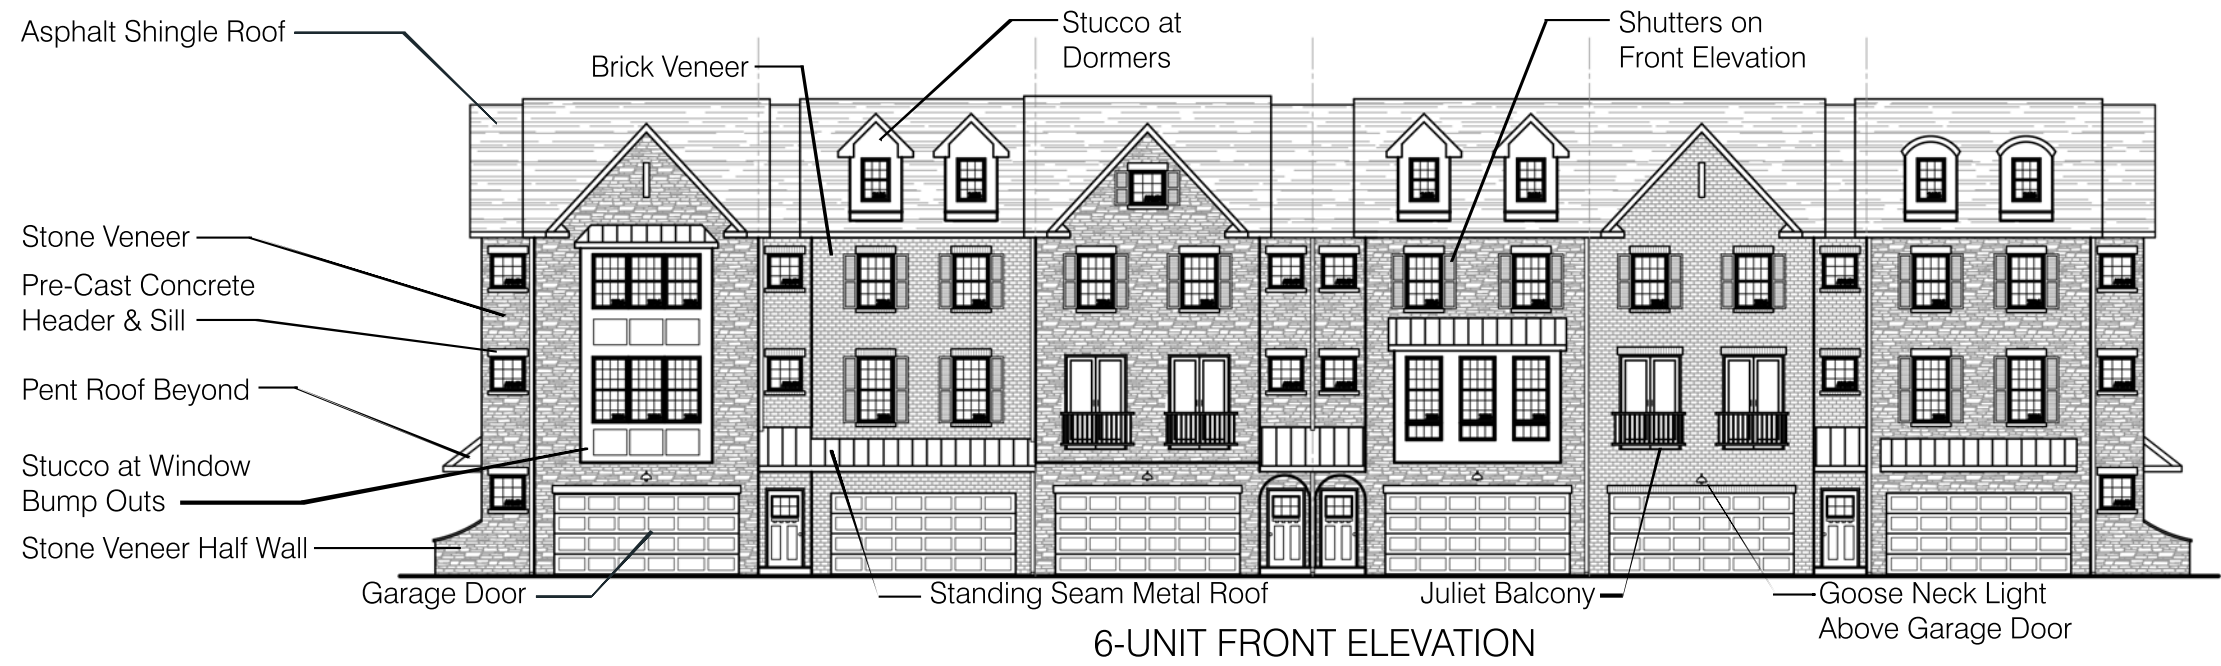 Asphalt Shingle Roof
Brick Veneer
Stucco at
Dormers
Shutters on
Front Elevation
Stone Veneer
Pre-Cast Concrete
Header & Sill
Pent Roof Beyond
Stucco at Window
Bump Outs
Stone Veneer Half Wall
Garage Door
Standing Seam Metal Roof
Juliet Balcony
Goose Neck Light
Above Garage Door
6-UNIT FRONT ELEVATION